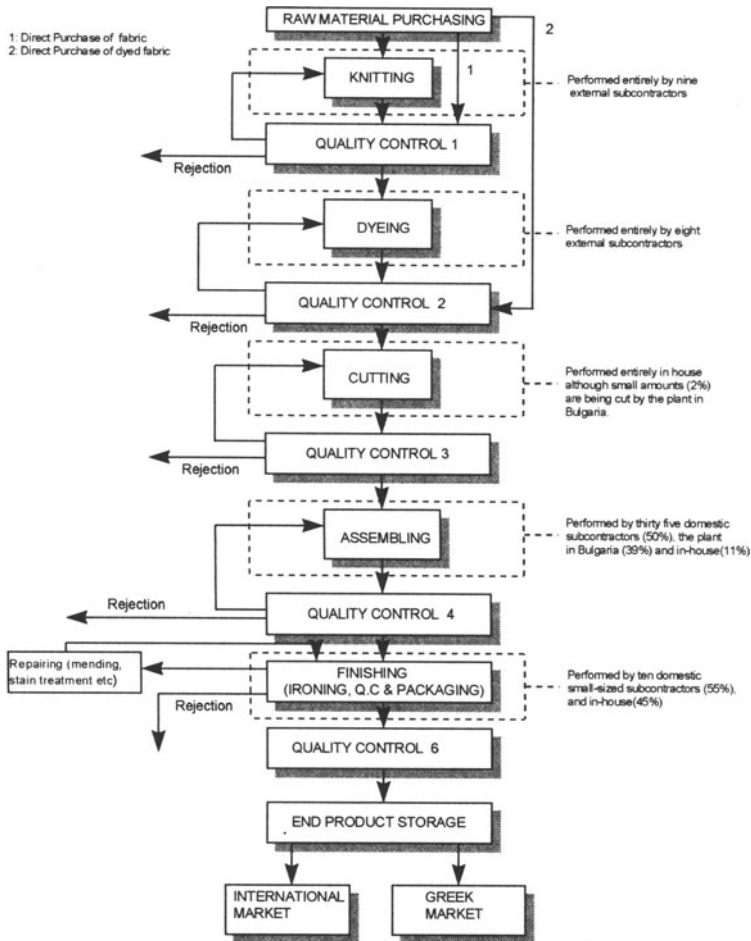 RAW MATERIAL PURCHASING
1: Direct Purchase of fabric
2: Direct Purchase of dyed fabric
2
1
KNITTING
Performed entirely by nine
external subcontractors
QUALITY CONTROL 1
Rejection
DYEING
Performed entirely by eight
external subcontractors
QUALITY CONTROL 2
Rejection
CUTTING
Performed entirely in house
although small amounts (2%)
are being cut by the plant in
Bulgaria.
QUALITY CONTROL 3
Rejection
ASSEMBLING
Performed by thirty five domestic
subcontractors (50%), the plant
in Bulgaria (39%) and in-house(11%)
QUALITY CONTROL 4
Rejection
Repairing (mending,
stain treatment etc)
FINISHING
(IRONING, Q.C & PACKAGING)
Performed by ten domestic
small-sized subcontractors (55%),
and in-house(45%)
Rejection
QUALITY CONTROL 6
END PRODUCT STORAGE
INTERNATIONAL
MARKET
GREEK
MARKET